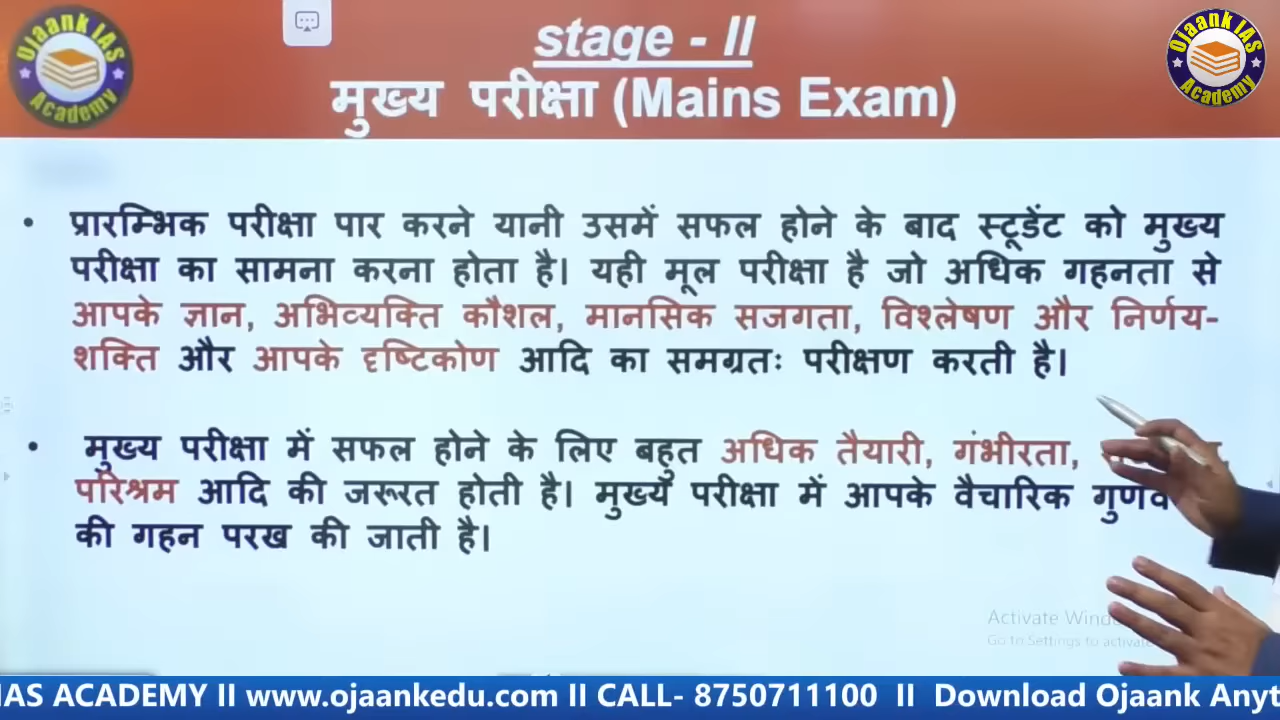 Ojaank IAS Academy
stage - II
मुख्य परीक्षा (Mains Exam)
Ojaank IAS Academy
• प्रारम्भिक परीक्षा पार करने यानी उसमें सफल होने के बाद स्टूडेंट को मुख्य
परीक्षा का सामना करना होता है। यही मूल परीक्षा है जो अधिक गहनता से
आपके ज्ञान, अभिव्यक्ति कौशल, मानसिक सजगता, विश्लेषण और निर्णय-
शक्ति और आपके दृष्टिकोण आदि का समग्रतः परीक्षण करती है।
• मुख्य परीक्षा में सफल होने के लिए बहुत अधिक तैयारी, गंभीरता,
परिश्रम आदि की जरूरत होती है। मुख्य परीक्षा में आपके वैचारिक
की गहन परख की जाती है।
Activate
Go to Settings to activate
IAS ACADEMY II www.ojaankedu.com II CALL- 8750711100 II Download Ojaank